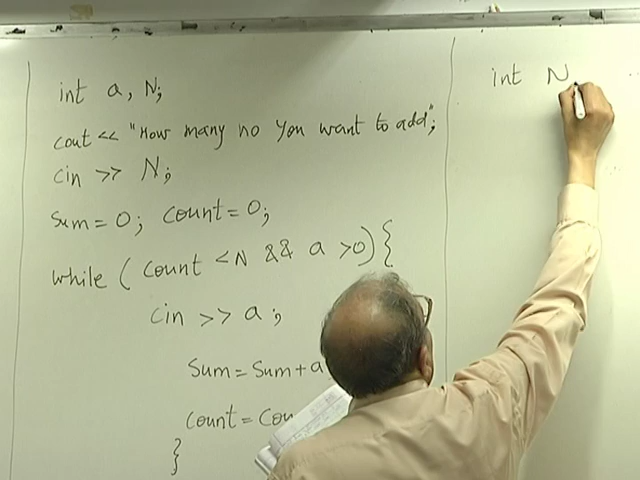 int a, N;
cout << "How many no you want to add";
cin >> N;
sum = 0; count = 0;
while ( count < N && a > 0) {
cin >> a ;
Sum = Sum + a
count = Cou
}
int N